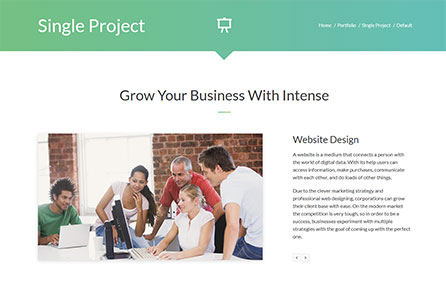 Single Project
Home / Portfolio / Single Project / Default
Grow Your Business With Intense
Website Design
A website is a medium that connects a person with
the world of digital data. With its help users can
access information, make purchases, communicate
with each other, and do loads of other things.
Due to the clever marketing strategy and
professional web designing, corporations can grow
their client base with ease. On the modern market
the competition is very tough, so in order to be a
success, businesses experiment with multiple
strategies with the goal of coming up with the perfect
one.